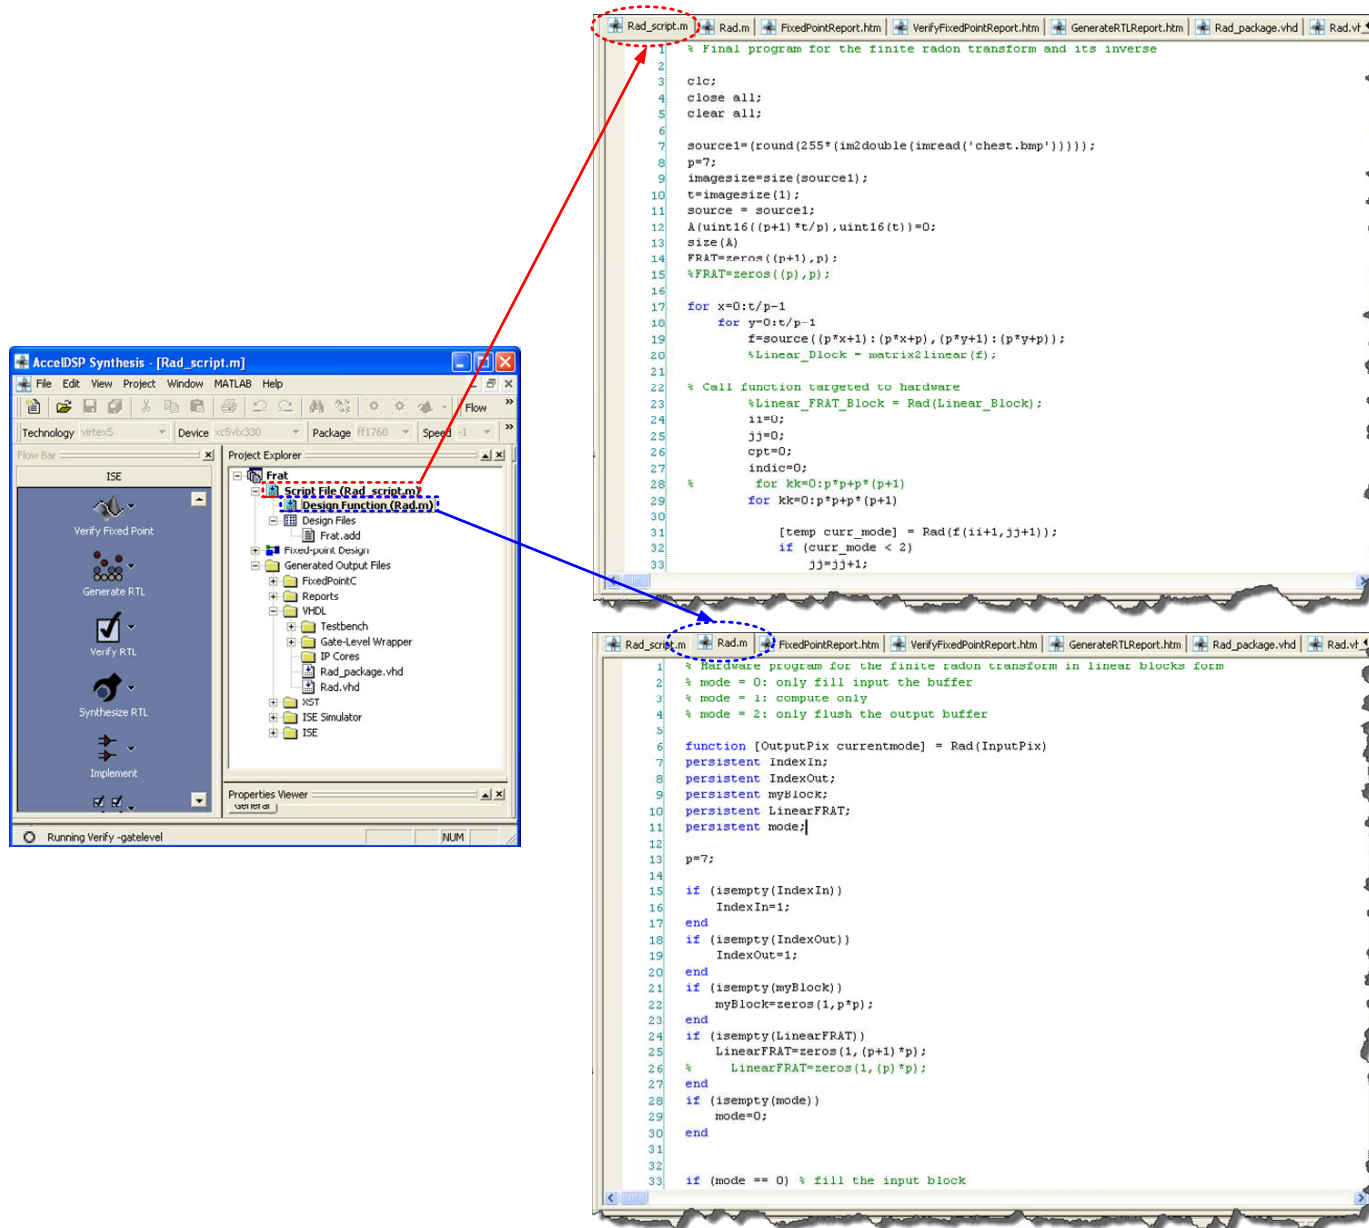 Rad_script.m Rad.m FixedPointReport.htm VerifyFixedPointReport.htm GenerateRTLReport.htm Rad_package.vhd Rad.vh
1 % Final program for the finite radon transform and its inverse
2
3 clc;
4 close all;
5 clear all;
6
7 source1=(round(255*(im2double(imread('chest.bmp')))));
8 p=7;
9 imagesize=size(source1);
10 t=imagesize(1);
11 source = source1;
12 A(uint16((p+1)*t/p),uint16(t))=0;
13 size(A)
14 FRAT=zeros((p+1),p);
15 %FRAT=zeros((p),p);
16
17 for x=0:t/p-1
18 for y=0:t/p-1
19 f=source((p*x+1):(p*x+p),(p*y+1):(p*y+p));
20 %Linear_Block = matrix2linear(f);
21
22 % Call function targeted to hardware
23 %Linear_FRAT_Block = Rad(Linear_Block);
24 ii=0;
25 jj=0;
26 cpt=0;
27 indic=0;
28 % for kk=0:p*p+p*(p+1)
29 for kk=0:p*p+p*(p+1)
30
31 [temp curr_mode] = Rad(f(ii+1,jj+1));
32 if (curr_mode < 2)
33 jj=jj+1;
AccelDSP Synthesis - [Rad_script.m]
File Edit View Project Window MATLAB Help
Flow
Technology virtex5 Device xc5vlx330 Package ff1760 Speed -1
Flow Bar
ISE
Verify Fixed Point
Generate RTL
Verify RTL
Synthesize RTL
Implement
Project Explorer
Frat
Script File (Rad_script.m)
Design Function (Rad.m)
Design Files
Frat.add
Fixed-point Design
Generated Output Files
FixedPointC
Reports
VHDL
Testbench
Gate-Level Wrapper
IP Cores
Rad_package.vhd
Rad.vhd
XST
ISE Simulator
ISE
Properties Viewer
General
Running Verify -gatelevel NUM
Rad_script.m Rad.m FixedPointReport.htm VerifyFixedPointReport.htm GenerateRTLReport.htm Rad_package.vhd Rad.vh
1 % Hardware program for the finite radon transform in linear blocks form
2 % mode = 0: only fill input the buffer
3 % mode = 1: compute only
4 % mode = 2: only flush the output buffer
5
6 function [OutputPix currentmode] = Rad(InputPix)
7 persistent IndexIn;
8 persistent IndexOut;
9 persistent myBlock;
10 persistent LinearFRAT;
11 persistent mode;
12
13 p=7;
14
15 if (isempty(IndexIn))
16 IndexIn=1;
17 end
18 if (isempty(IndexOut))
19 IndexOut=1;
20 end
21 if (isempty(myBlock))
22 myBlock=zeros(1,p*p);
23 end
24 if (isempty(LinearFRAT))
25 LinearFRAT=zeros(1,(p+1)*p);
26 % LinearFRAT=zeros(1,(p)*p);
27 end
28 if (isempty(mode))
29 mode=0;
30 end
31
32
33 if (mode == 0) % fill the input block